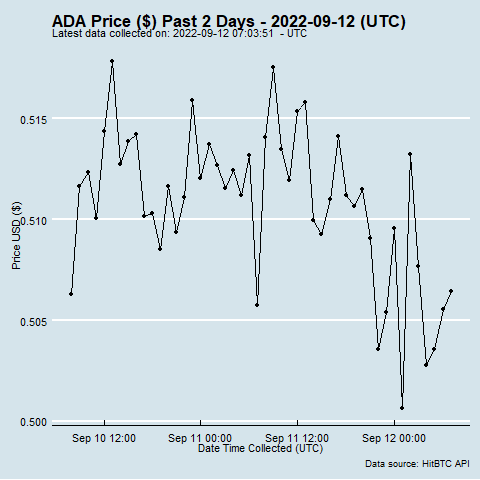 ADA Price ($) Past 2 Days - 2022-09-12 (UTC)
Latest data collected on: 2022-09-12 07:03:51 - UTC
0.515
0.510
0.505
0.500
Price USD ($)
Sep 10 12:00 Sep 11 00:00 Sep 11 12:00 Sep 12 00:00
Date Time Collected (UTC)
Data source: HitBTC API